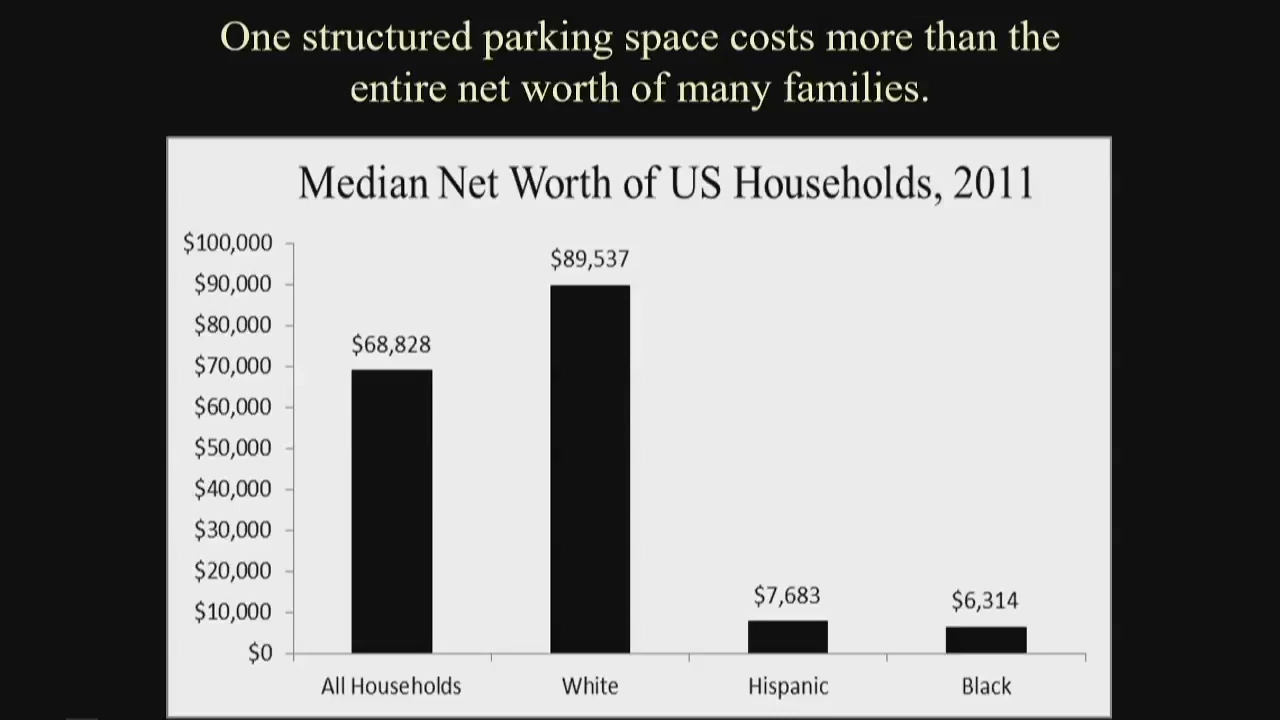 One structured parking space costs more than the
entire net worth of many families.
Median Net Worth of US Households, 2011
$100,000
$90,000
$80,000
$70,000
$60,000
$50,000
$40,000
$30,000
$20,000
$10,000
$0
$68,828
$89,537
$7,683
$6,314
All Households
White
Hispanic
Black